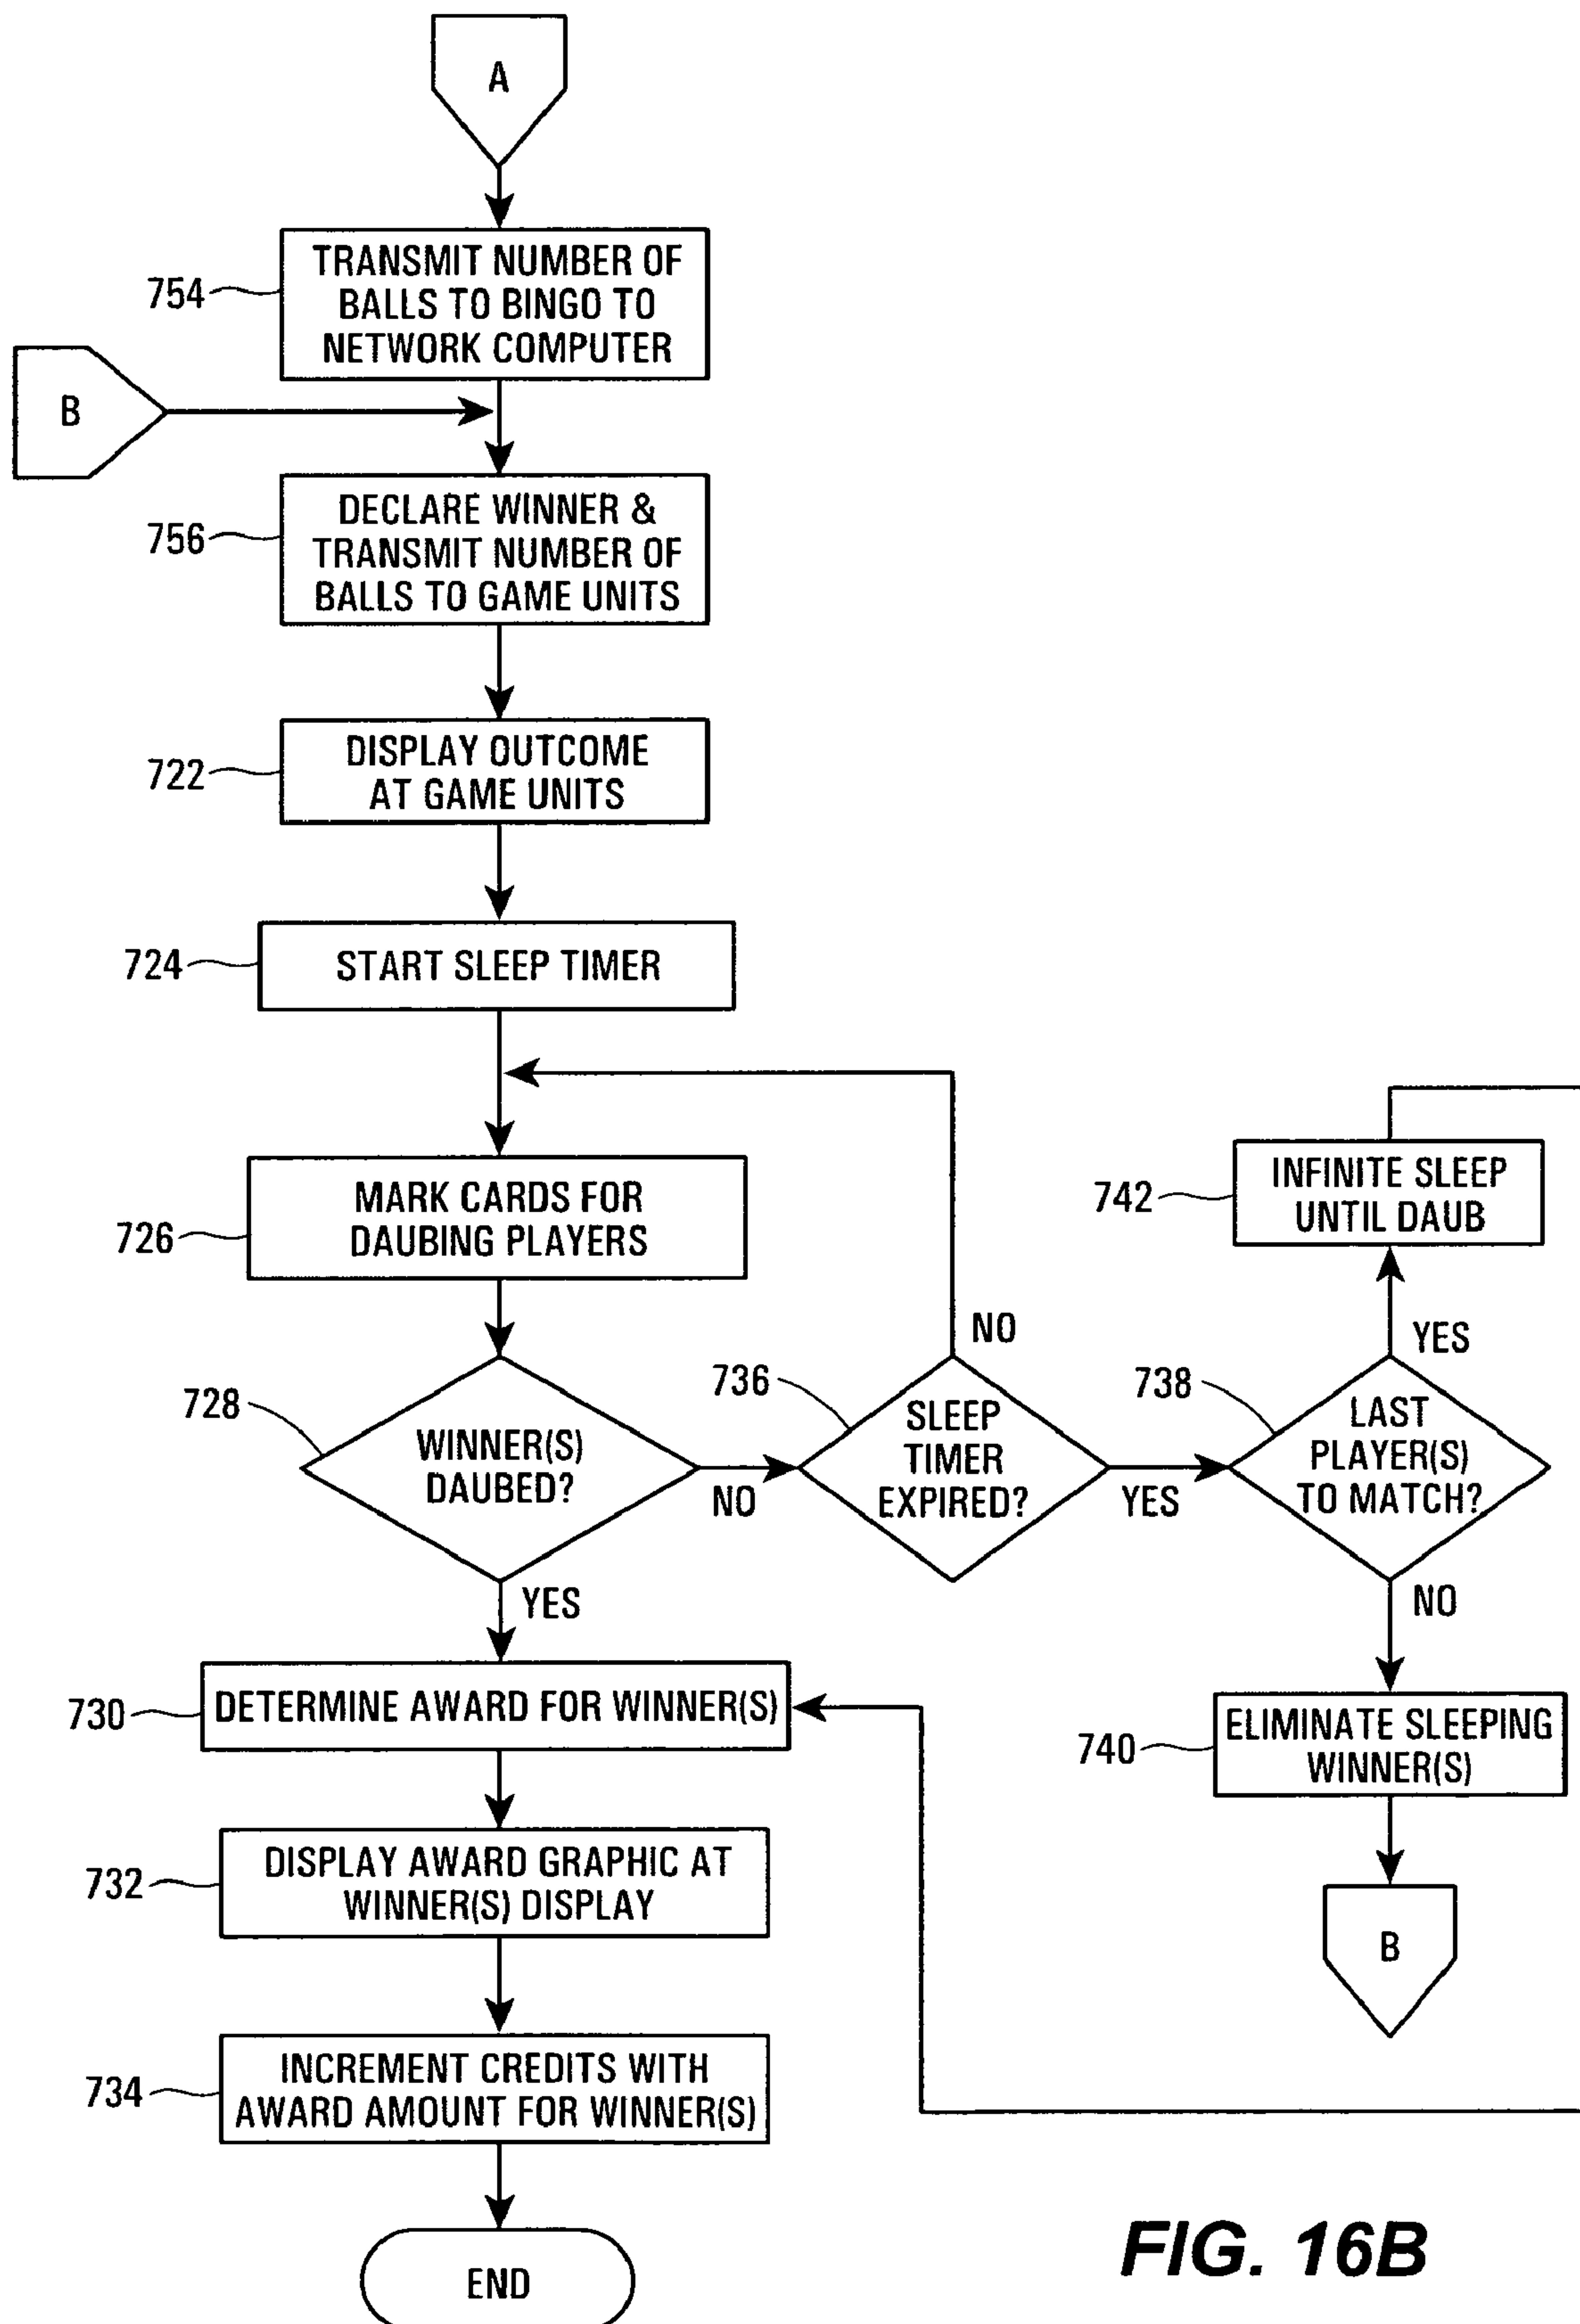 A
754
TRANSMIT NUMBER OF
BALLS TO BINGO TO
NETWORK COMPUTER
B
756
DECLARE WINNER &
TRANSMIT NUMBER OF
BALLS TO GAME UNITS
722
DISPLAY OUTCOME
AT GAME UNITS
724
START SLEEP TIMER
726
MARK CARDS FOR
DAUBING PLAYERS
742
INFINITE SLEEP
UNTIL DAUB
728
WINNER(S)
DAUBED?
NO
YES
736
SLEEP
TIMER
EXPIRED?
NO
YES
738
LAST
PLAYER(S)
TO MATCH?
YES
NO
730
DETERMINE AWARD FOR WINNER(S)
740
ELIMINATE SLEEPING
WINNER(S)
B
732
DISPLAY AWARD GRAPHIC AT
WINNER(S) DISPLAY
734
INCREMENT CREDITS WITH
AWARD AMOUNT FOR WINNER(S)
END
FIG. 16B